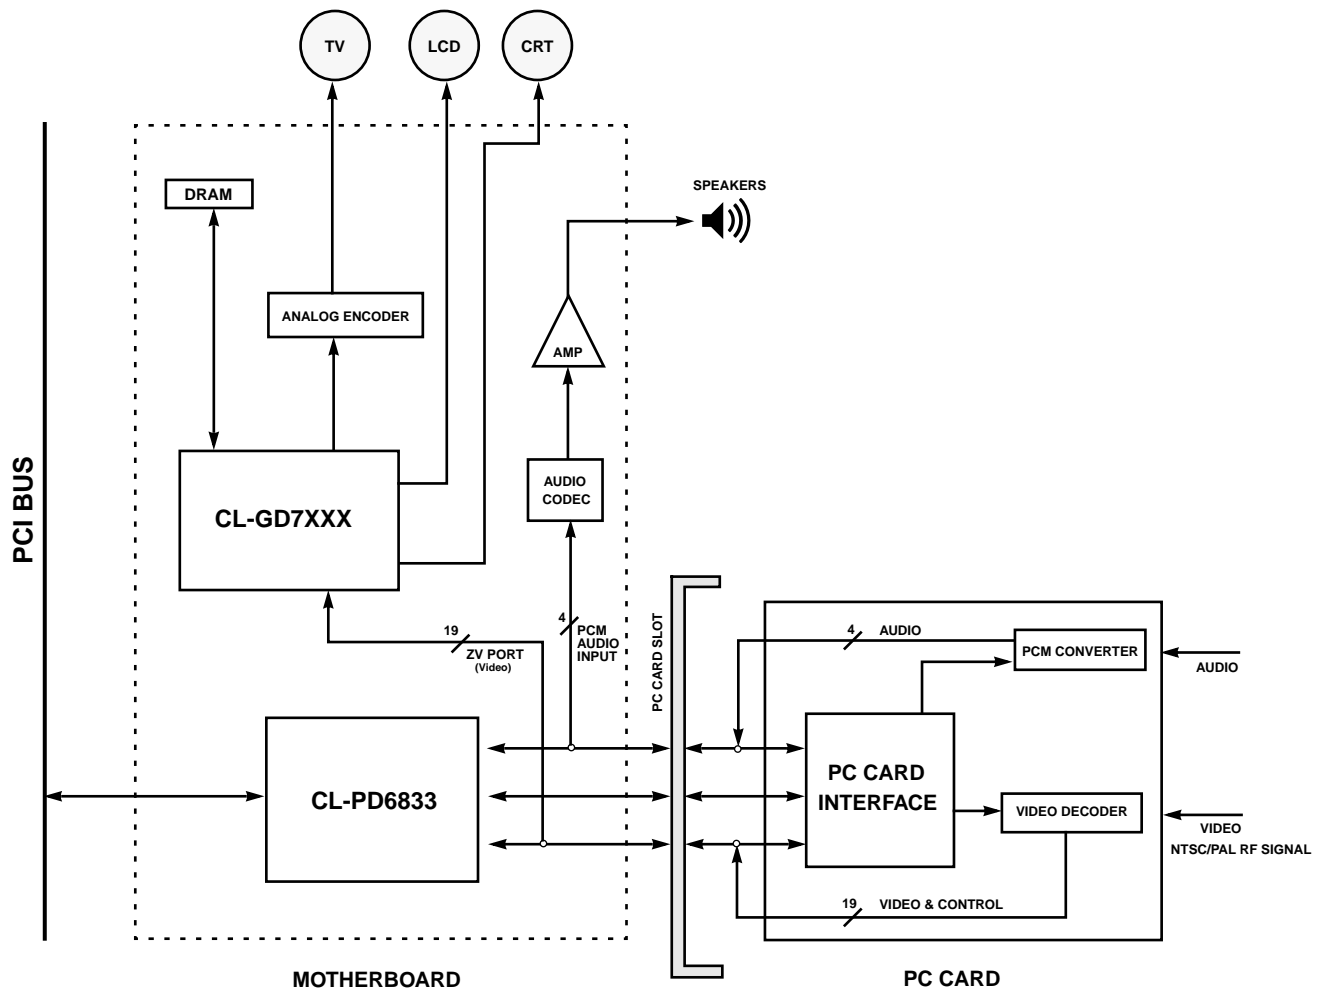 TV
LCD
CRT
DRAM
SPEAKERS
ANALOG ENCODER
AMP
AUDIO
CODEC
PCI BUS
CL-GD7XXX
19
ZV PORT
(Video)
4
PCM
AUDIO
INPUT
PC CARD SLOT
4
AUDIO
PCM CONVERTER
AUDIO
CL-PD6833
PC CARD
INTERFACE
VIDEO DECODER
VIDEO
NTSC/PAL RF SIGNAL
19
VIDEO & CONTROL
MOTHERBOARD
PC CARD